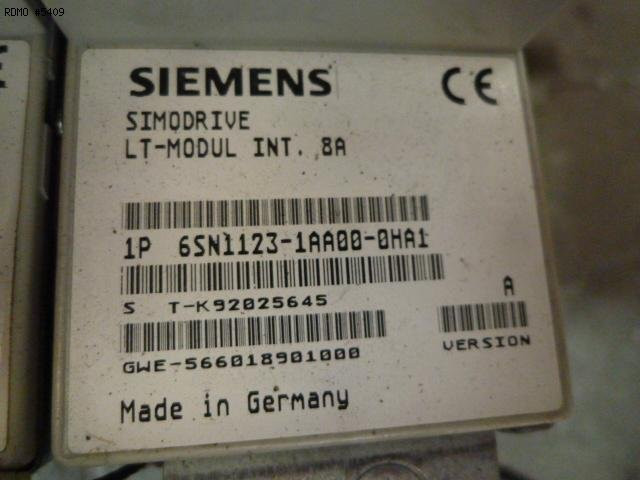 RDMO #5409
SIEMENS
CE
SIMODRIVE
LT-MODUL INT. 8A
1P 6SN1123-1AA00-0HA1
S T-K92025645
A
VERSION
GWE-566018901000
Made in Germany